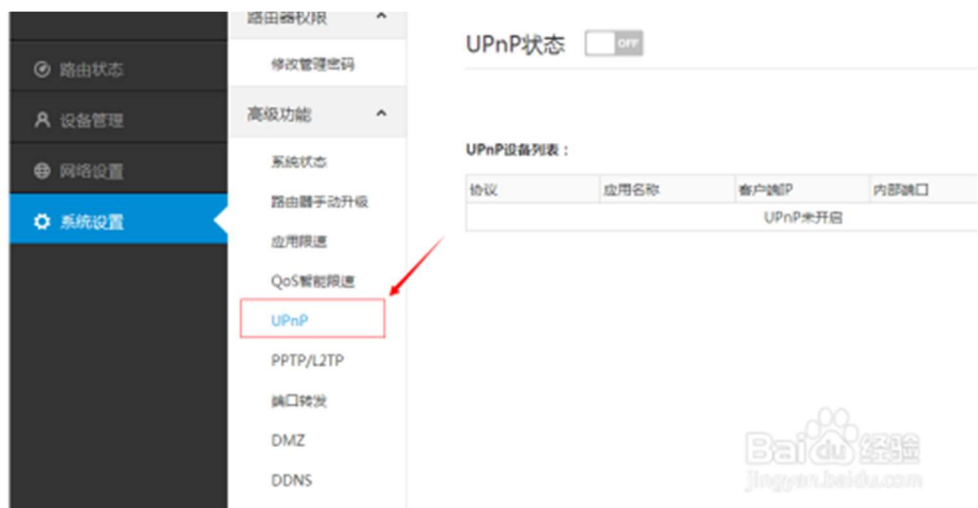 路由状态
设备管理
网络设置
系统设置
路由器权限
修改管理密码
高级功能
系统状态
路由器手动升级
应用限速
QoS智能限速
UPnP
PPTP/L2TP
端口转发
DMZ
DDNS
UPnP状态 OFF
UPnP设备列表：
协议 应用名称 客户端IP 内部端口
UPnP未开启
Baidu 经验
jingyan.baidu.com